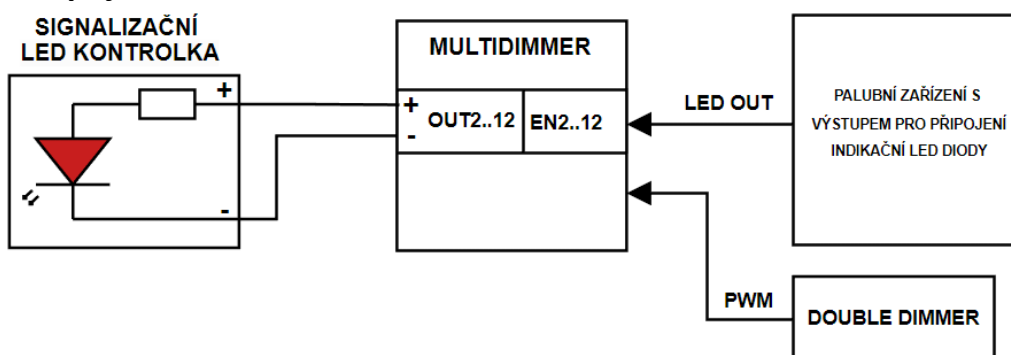 SIGNALIZAČNÍ
LED KONTROLKA
+
-
MULTIDIMMER
+
-
OUT2..12
EN2..12
LED OUT
PALUBNÍ ZAŘÍZENÍ S
VÝSTUPEM PRO PŘIPOJENÍ
INDIKAČNÍ LED DIODY
PWM
DOUBLE DIMMER